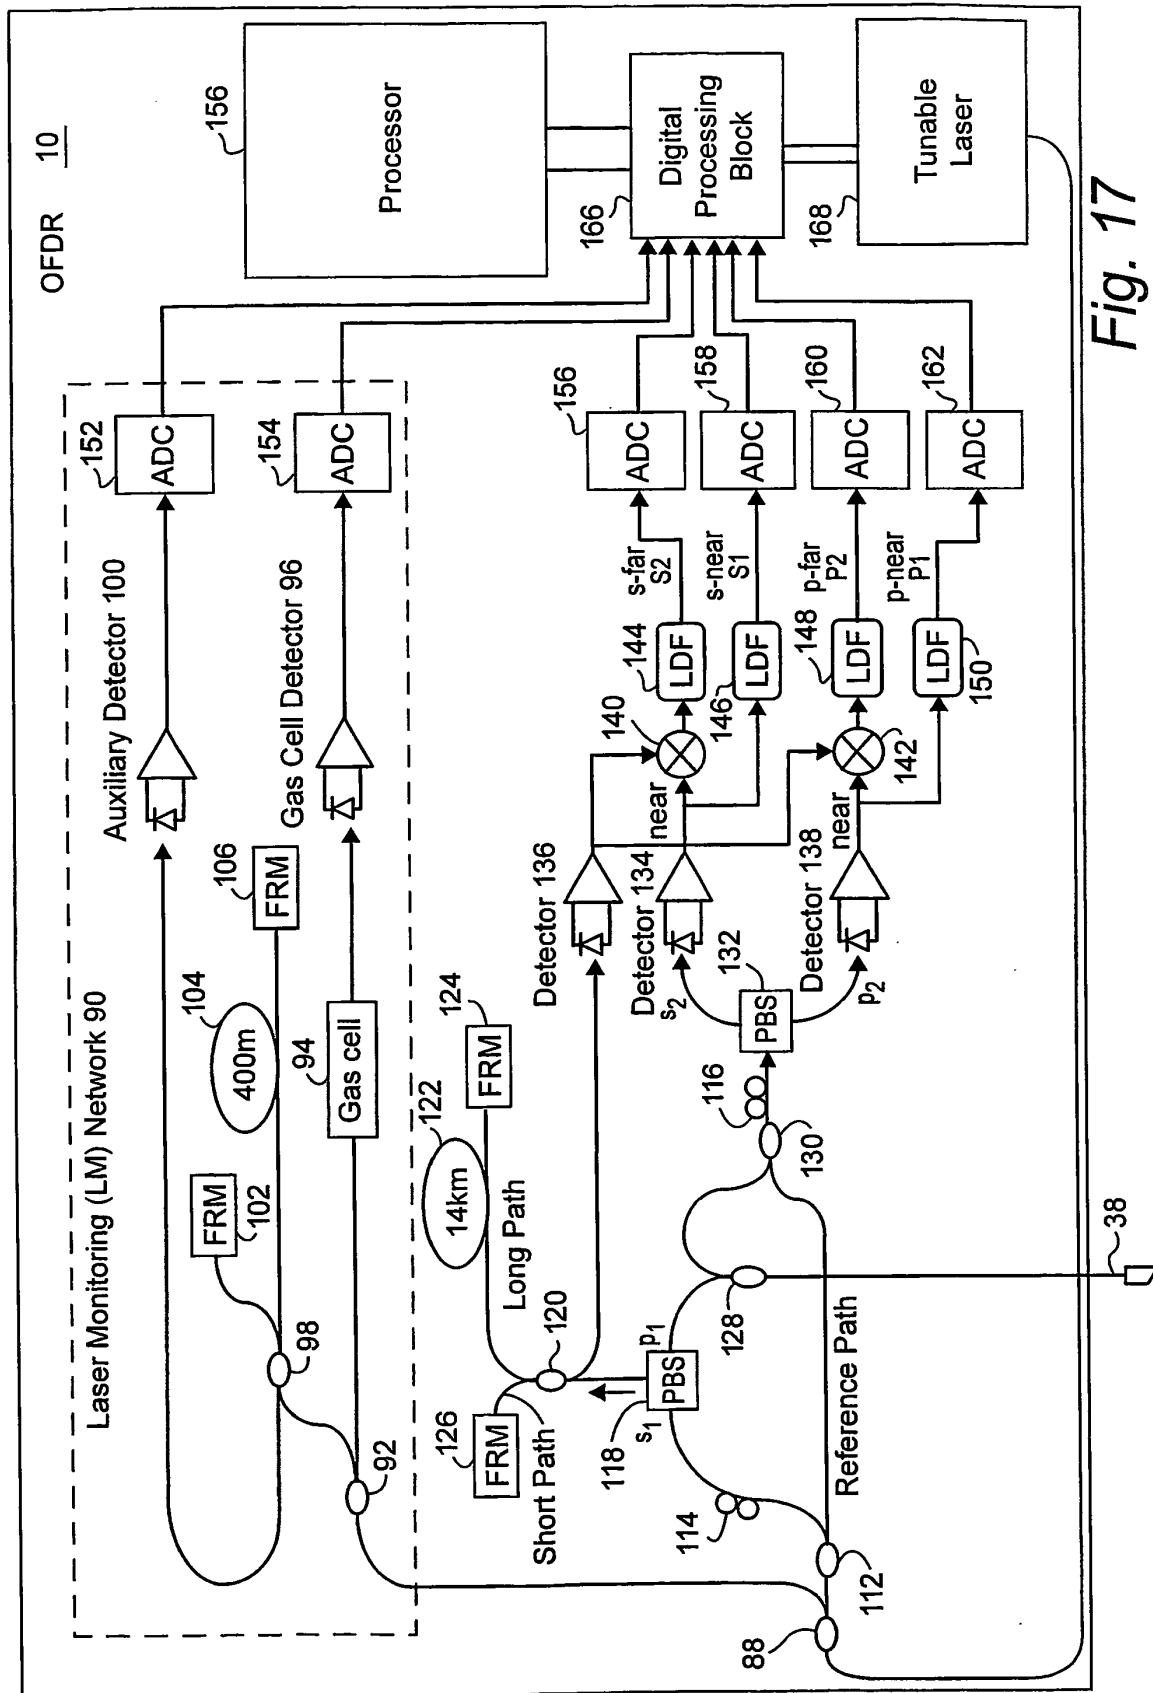 OFDR 10
Laser Monitoring (LM) Network 90
Auxiliary Detector 100
152
ADC
156
Processor
FRM
102
98
104
400m
106
FRM
Gas Cell Detector 96
154
ADC
92
94
Gas cell
166
Digital
Processing
Block
126
FRM
Short Path
120
Long Path
122
14km
124
FRM
Detector 136
140
144
LDF
s-far
S2
156
ADC
168
Tunable
Laser
114
118
s1
PBS
p1
128
130
116
132
PBS
s2
Detector 134
near
146
LDF
s-near
S1
158
ADC
p2
Detector 138
near
142
148
LDF
p-far
P2
160
ADC
LDF
150
p-near
P1
162
ADC
88
112
Reference Path
38
Fig. 17